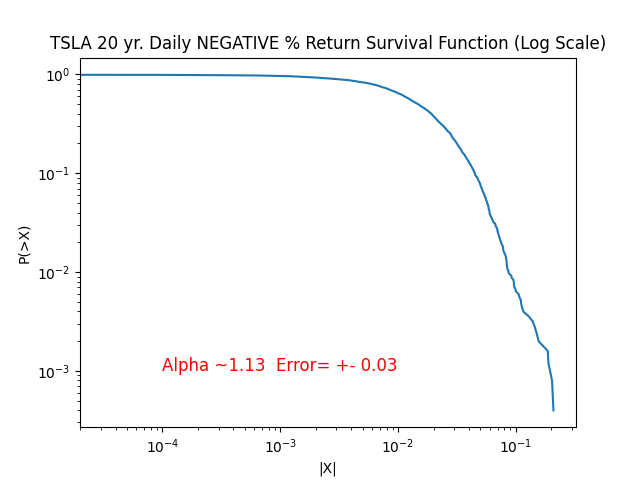 TSLA 20 yr. Daily NEGATIVE % Return Survival Function (Log Scale)
10⁰
10⁻¹
10⁻²
10⁻³
P(>X)
Alpha ~1.13  Error= +- 0.03
10⁻⁴ 10⁻³ 10⁻² 10⁻¹
|X|